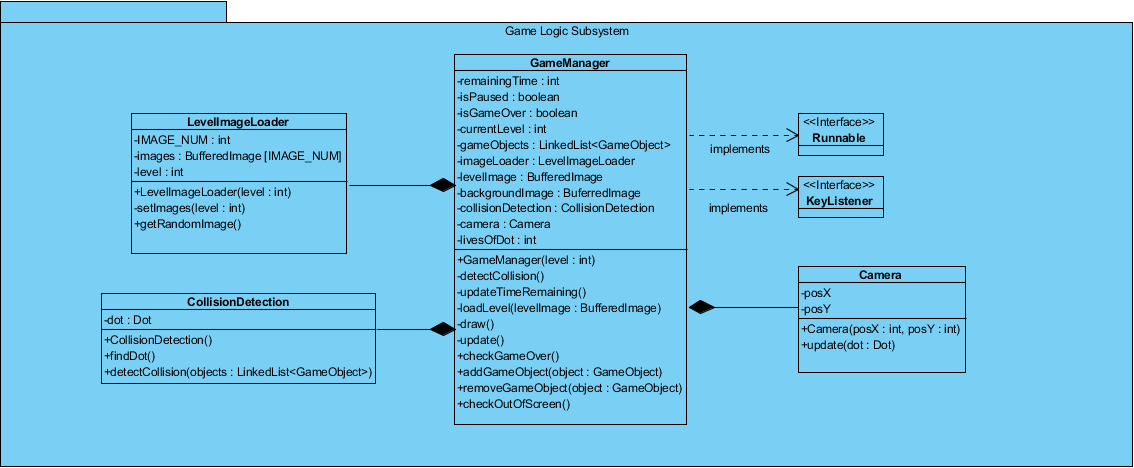 Game Logic Subsystem
GameManager
-remainingTime : int
-isPaused : boolean
-isGameOver : boolean
-currentLevel : int
-gameObjects : LinkedList<GameObject>
-imageLoader : LevelImageLoader
-levelImage : BufferedImage
-backgroundImage : BuferredImage
-collisionDetection : CollisionDetection
-camera : Camera
-livesOfDot : int
+GameManager(level : int)
-detectCollision()
-updateTimeRemaining()
-loadLevel(levelImage : BufferedImage)
-draw()
-update()
+checkGameOver()
+addGameObject(object : GameObject)
+removeGameObject(object : GameObject)
+checkOutOfScreen()
LevelImageLoader
-IMAGE_NUM : int
-images : BufferedImage [IMAGE_NUM]
-level : int
+LevelImageLoader(level : int)
-setImages(level : int)
+getRandomImage()
CollisionDetection
-dot : Dot
+CollisionDetection()
+findDot()
+detectCollision(objects : LinkedList<GameObject>)
implements
<<Interface>>
Runnable
implements
<<Interface>>
KeyListener
Camera
-posX
-posY
+Camera(posX : int, posY : int)
+update(dot : Dot)